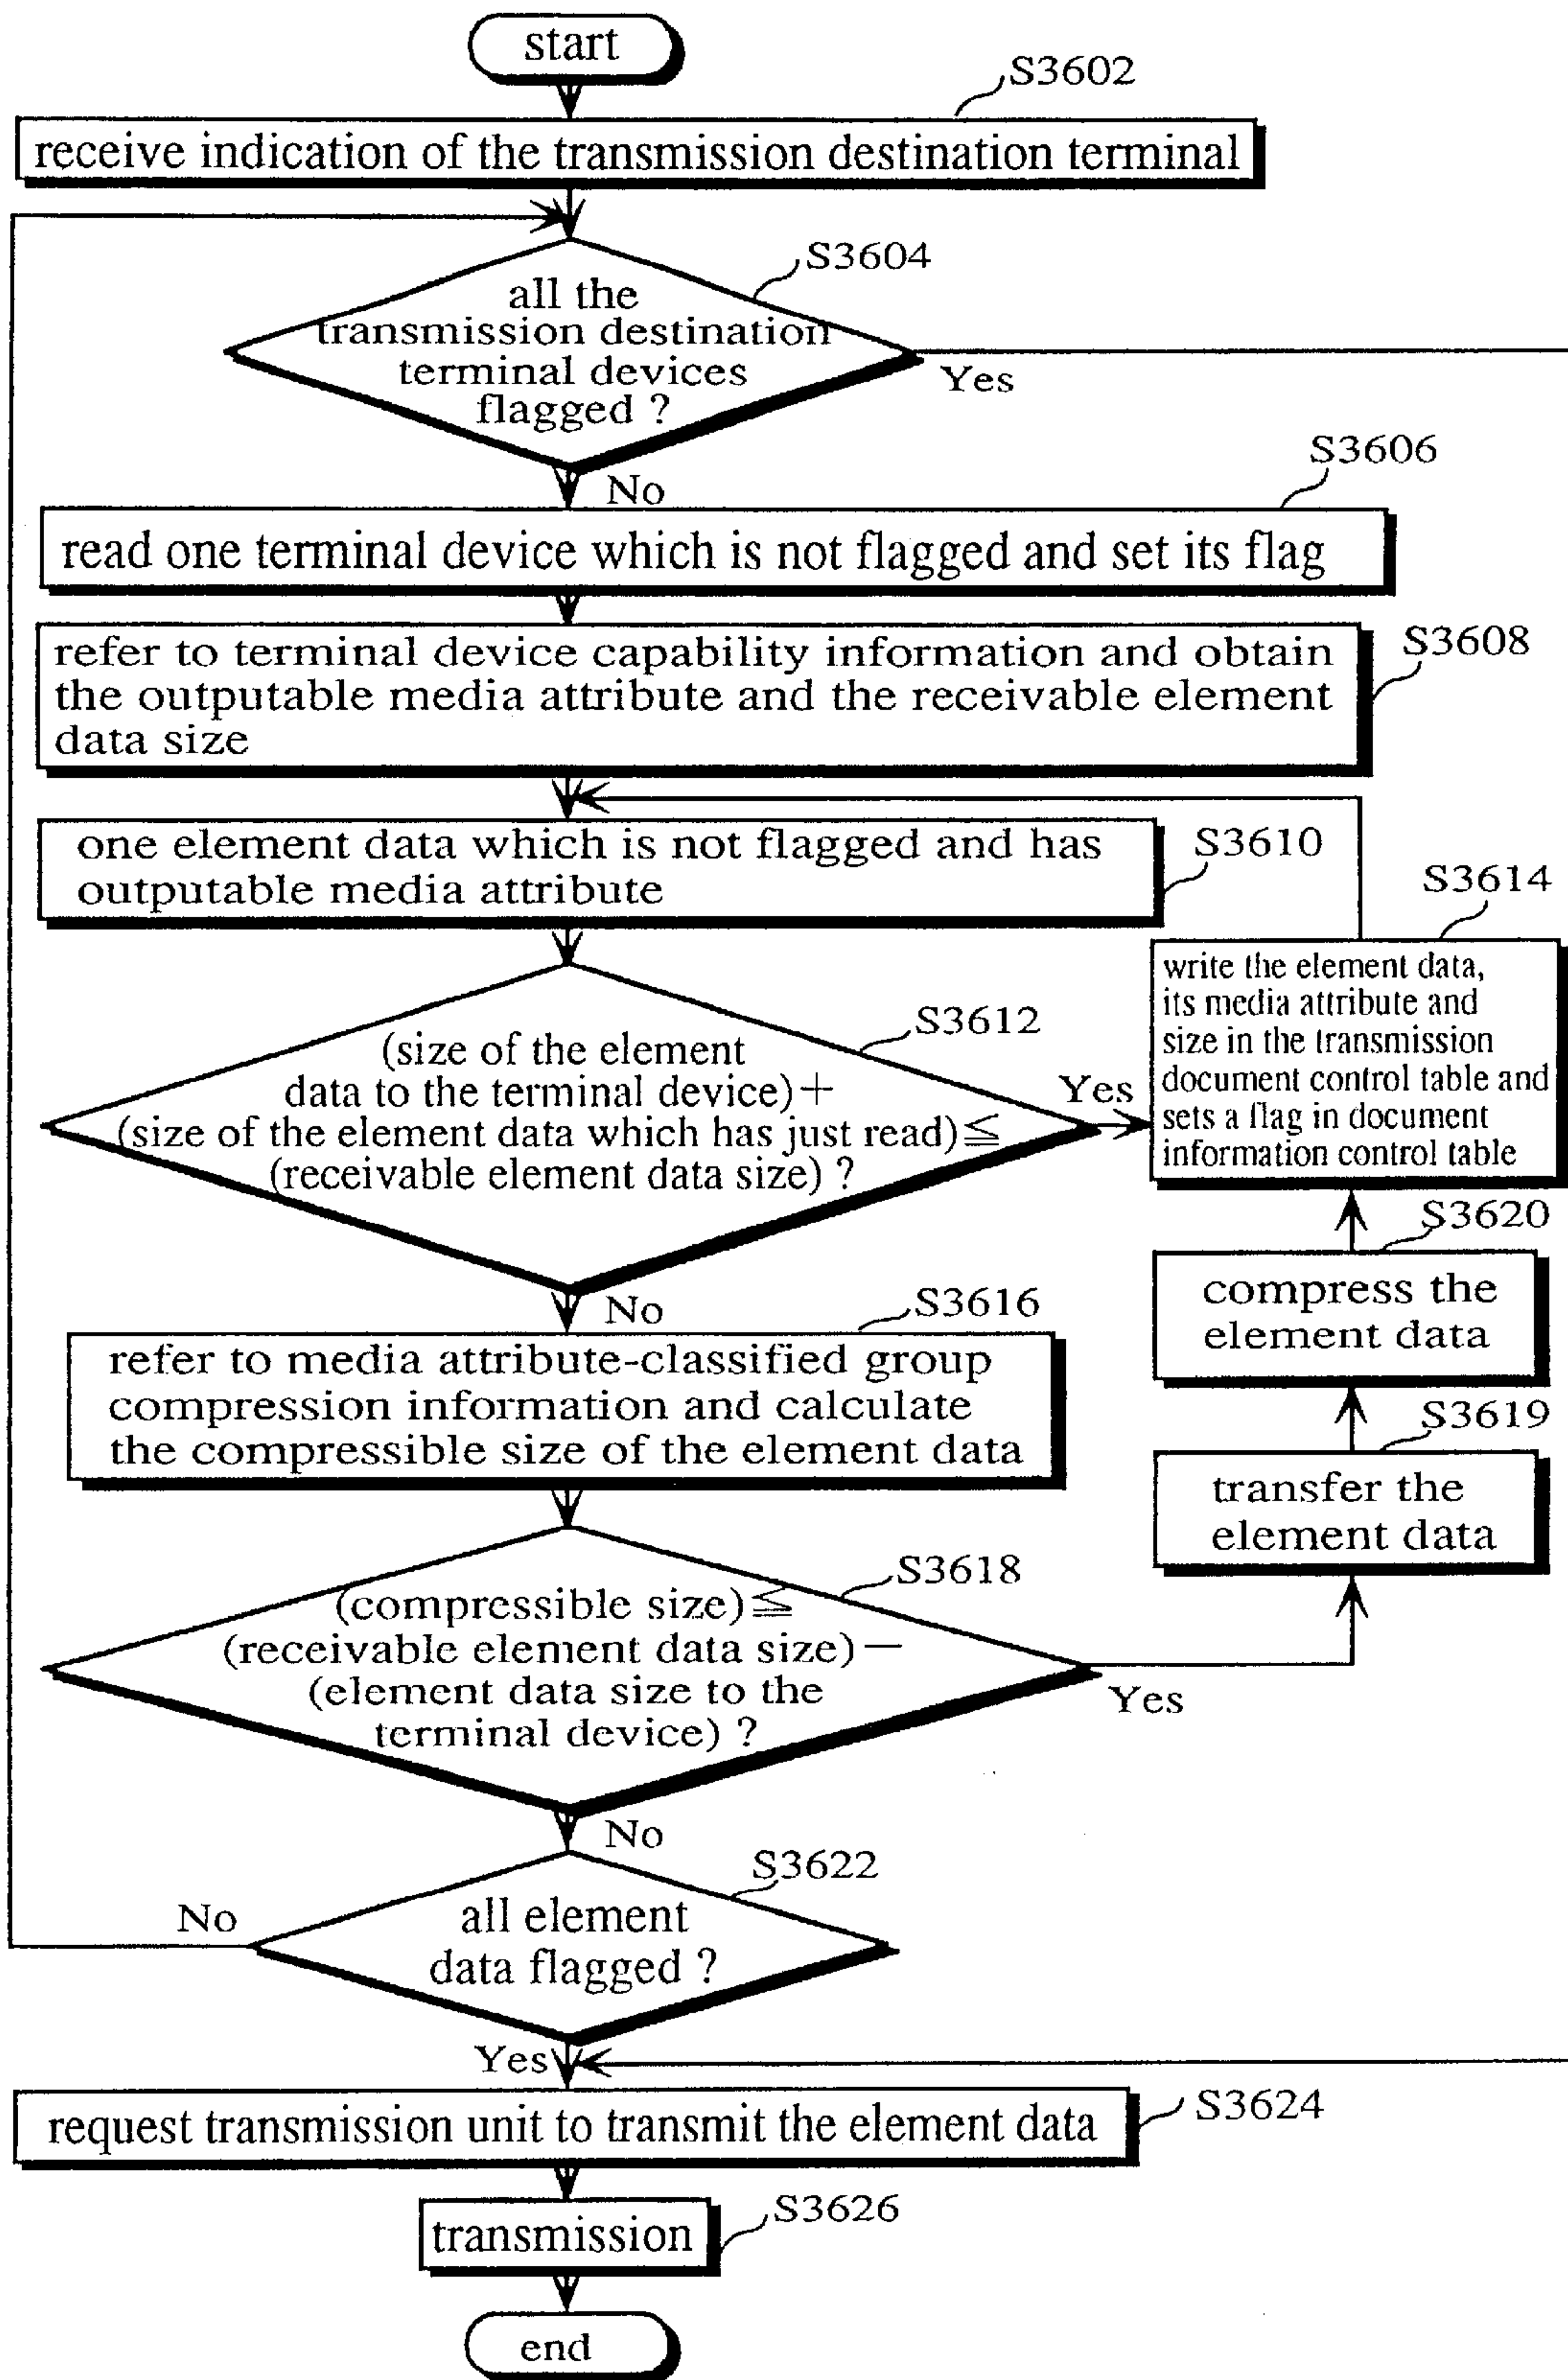 start
S3602
receive indication of the transmission destination terminal
S3604
all the
transmission destination
terminal devices
flagged ?
Yes
No
S3606
read one terminal device which is not flagged and set its flag
S3608
refer to terminal device capability information and obtain
the outputable media attribute and the receivable element
data size
S3610
one element data which is not flagged and has
outputable media attribute
S3612
(size of the element
data to the terminal device)+
(size of the element data which has just read)≦
(receivable element data size) ?
Yes
No
S3614
write the element data,
its media attribute and
size in the transmission
document control table and
sets a flag in document
information control table
S3616
refer to media attribute-classified group
compression information and calculate
the compressible size of the element data
S3620
compress the
element data
S3619
transfer the
element data
S3618
(compressible size)≦
(receivable element data size)−
(element data size to the
terminal device) ?
Yes
No
S3622
all element
data flagged ?
No
Yes
S3624
request transmission unit to transmit the element data
S3626
transmission
end